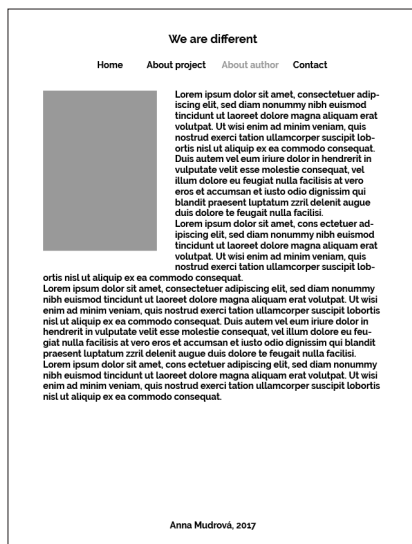 We are different
Home About project About author Contact
Lorem ipsum dolor sit amet, consectetuer adip-
iscing elit, sed diam nonummy nibh euismod
tincidunt ut laoreet dolore magna aliquam erat
volutpat. Ut wisi enim ad minim veniam, quis
nostrud exerci tation ullamcorper suscipit lob-
ortis nisl ut aliquip ex ea commodo consequat.
Duis autem vel eum iriure dolor in hendrerit in
vulputate velit esse molestie consequat, vel
illum dolore eu feugiat nulla facilisis at vero
eros et accumsan et iusto odio dignissim qui
blandit praesent luptatum zzril delenit augue
duis dolore te feugait nulla facilisi.
Lorem ipsum dolor sit amet, cons ectetuer ad-
ipiscing elit, sed diam nonummy nibh euismod
tincidunt ut laoreet dolore magna aliquam erat
volutpat. Ut wisi enim ad minim veniam, quis
nostrud exerci tation ullamcorper suscipit lob-
ortis nisl ut aliquip ex ea commodo consequat.
Lorem ipsum dolor sit amet, consectetuer adipiscing elit, sed diam nonummy
nibh euismod tincidunt ut laoreet dolore magna aliquam erat volutpat. Ut wisi
enim ad minim veniam, quis nostrud exerci tation ullamcorper suscipit lobortis
nisl ut aliquip ex ea commodo consequat. Duis autem vel eum iriure dolor in
hendrerit in vulputate velit esse molestie consequat, vel illum dolore eu feu-
giat nulla facilisis at vero eros et accumsan et iusto odio dignissim qui blandit
praesent luptatum zzril delenit augue duis dolore te feugait nulla facilisi.
Lorem ipsum dolor sit amet, cons ectetuer adipiscing elit, sed diam nonummy
nibh euismod tincidunt ut laoreet dolore magna aliquam erat volutpat. Ut wisi
enim ad minim veniam, quis nostrud exerci tation ullamcorper suscipit lobortis
nisl ut aliquip ex ea commodo consequat.
Anna Mudrová, 2017